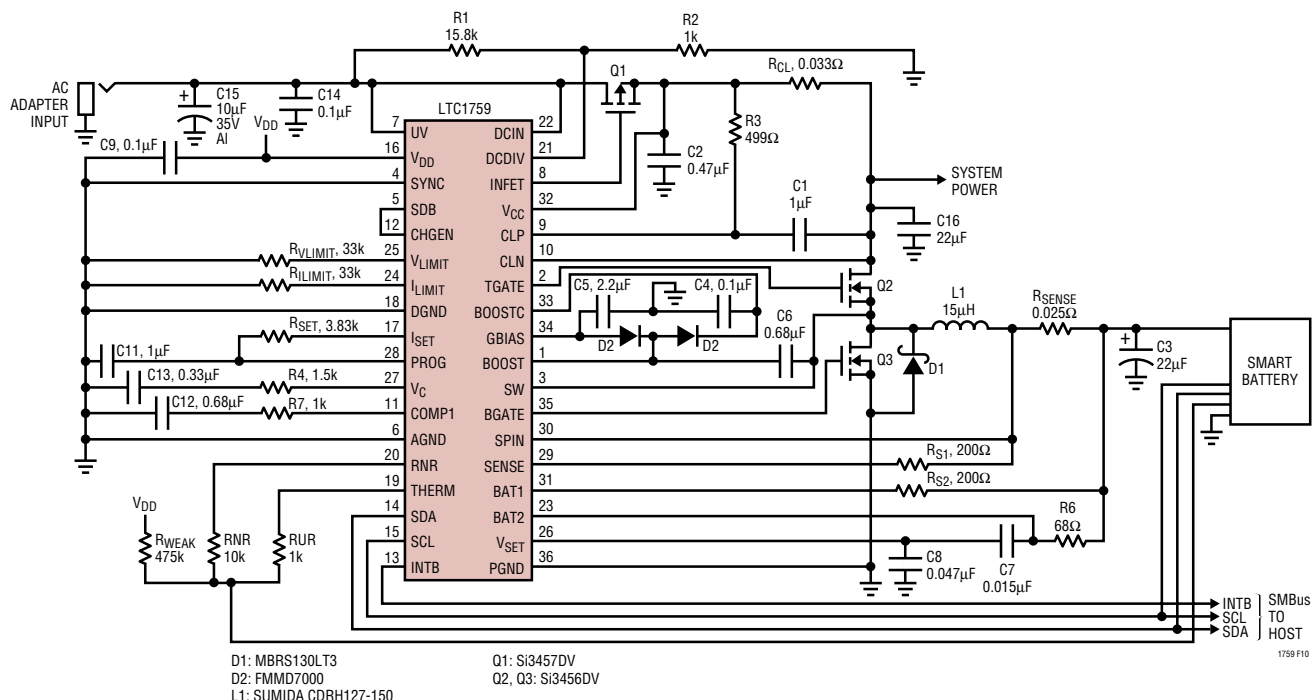 R1
15.8k
R2
1k
AC
ADAPTER
INPUT
C15
10µF
35V
Al
C14
0.1µF
Q1
RCL, 0.033Ω
R3
499Ω
C2
0.47µF
C1
1µF
SYSTEM
POWER
C16
22µF
VDD
C9, 0.1µF
LTC1759
7 UV DCIN 22
16 VDD DCDIV 21
4 SYNC INFET 8
5 SDB VCC 32
12 CHGEN CLP 9
25 VLIMIT CLN 10
24 ILIMIT TGATE 2
18 DGND BOOSTC 33
17 ISET GBIAS 34
28 PROG BOOST 1
27 VC SW 3
11 COMP1 BGATE 35
6 AGND SPIN 30
20 RNR SENSE 29
19 THERM BAT1 31
14 SDA BAT2 23
15 SCL VSET 26
13 INTB PGND 36
RVLIMIT, 33k
RILIMIT, 33k
RSET, 3.83k
C11, 1µF
C13, 0.33µF
R4, 1.5k
C12, 0.68µF
R7, 1k
C5, 2.2µF
C4, 0.1µF
D2
D2
C6
0.68µF
Q2
Q3
D1
L1
15µH
RSENSE
0.025Ω
C3
22µF
SMART
BATTERY
RS1, 200Ω
RS2, 200Ω
R6
68Ω
C8
0.047µF
C7
0.015µF
VDD
RWEAK
475k
RNR
10k
RUR
1k
INTB
SCL
SDA
SMBus
TO
HOST
1759 F10
D1: MBRS130LT3
D2: FMMD7000
L1: SUMIDA CDRH127-150
Q1: Si3457DV
Q2, Q3: Si3456DV